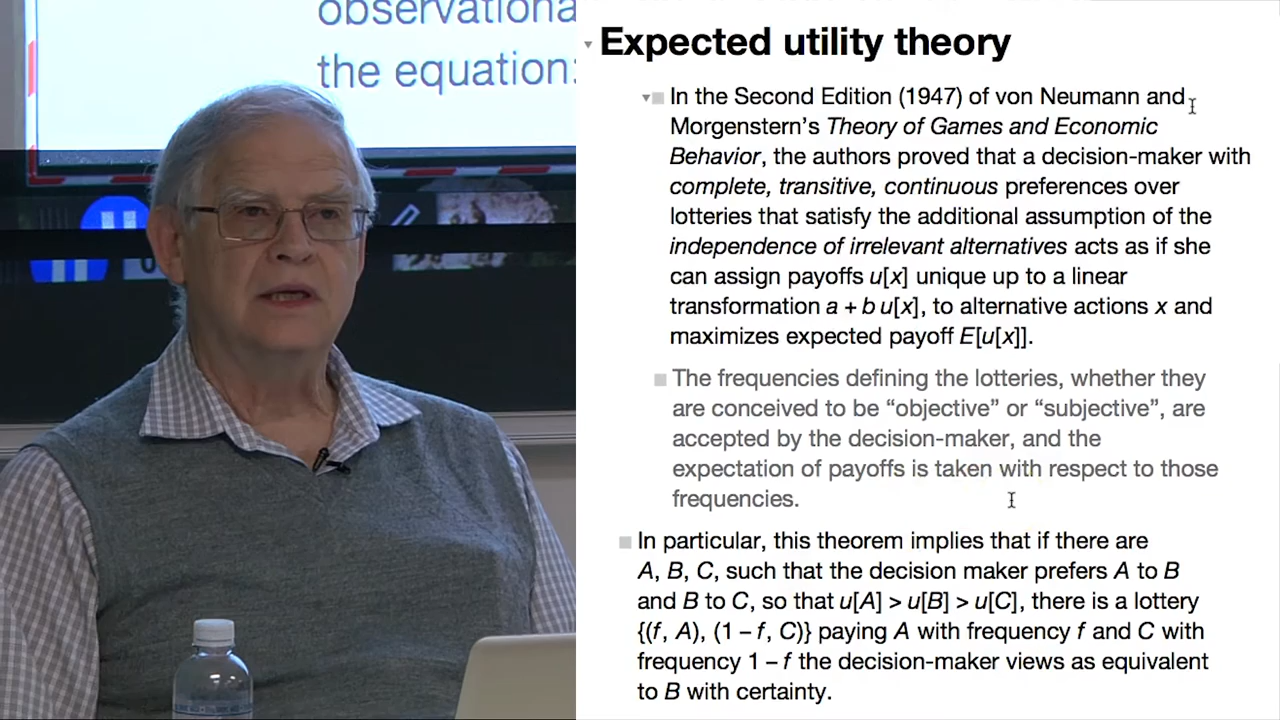 observationa
the equation:
Expected utility theory
In the Second Edition (1947) of von Neumann and
Morgenstern's Theory of Games and Economic
Behavior, the authors proved that a decision-maker with
complete, transitive, continuous preferences over
lotteries that satisfy the additional assumption of the
independence of irrelevant alternatives acts as if she
can assign payoffs u[x] unique up to a linear
transformation a + b u[x], to alternative actions x and
maximizes expected payoff E[u[x]].
The frequencies defining the lotteries, whether they
are conceived to be “objective” or “subjective”, are
accepted by the decision-maker, and the
expectation of payoffs is taken with respect to those
frequencies.
In particular, this theorem implies that if there are
A, B, C, such that the decision maker prefers A to B
and B to C, so that u[A] > u[B] > u[C], there is a lottery
{(f, A), (1 – f, C)} paying A with frequency f and C with
frequency 1 – f the decision-maker views as equivalent
to B with certainty.